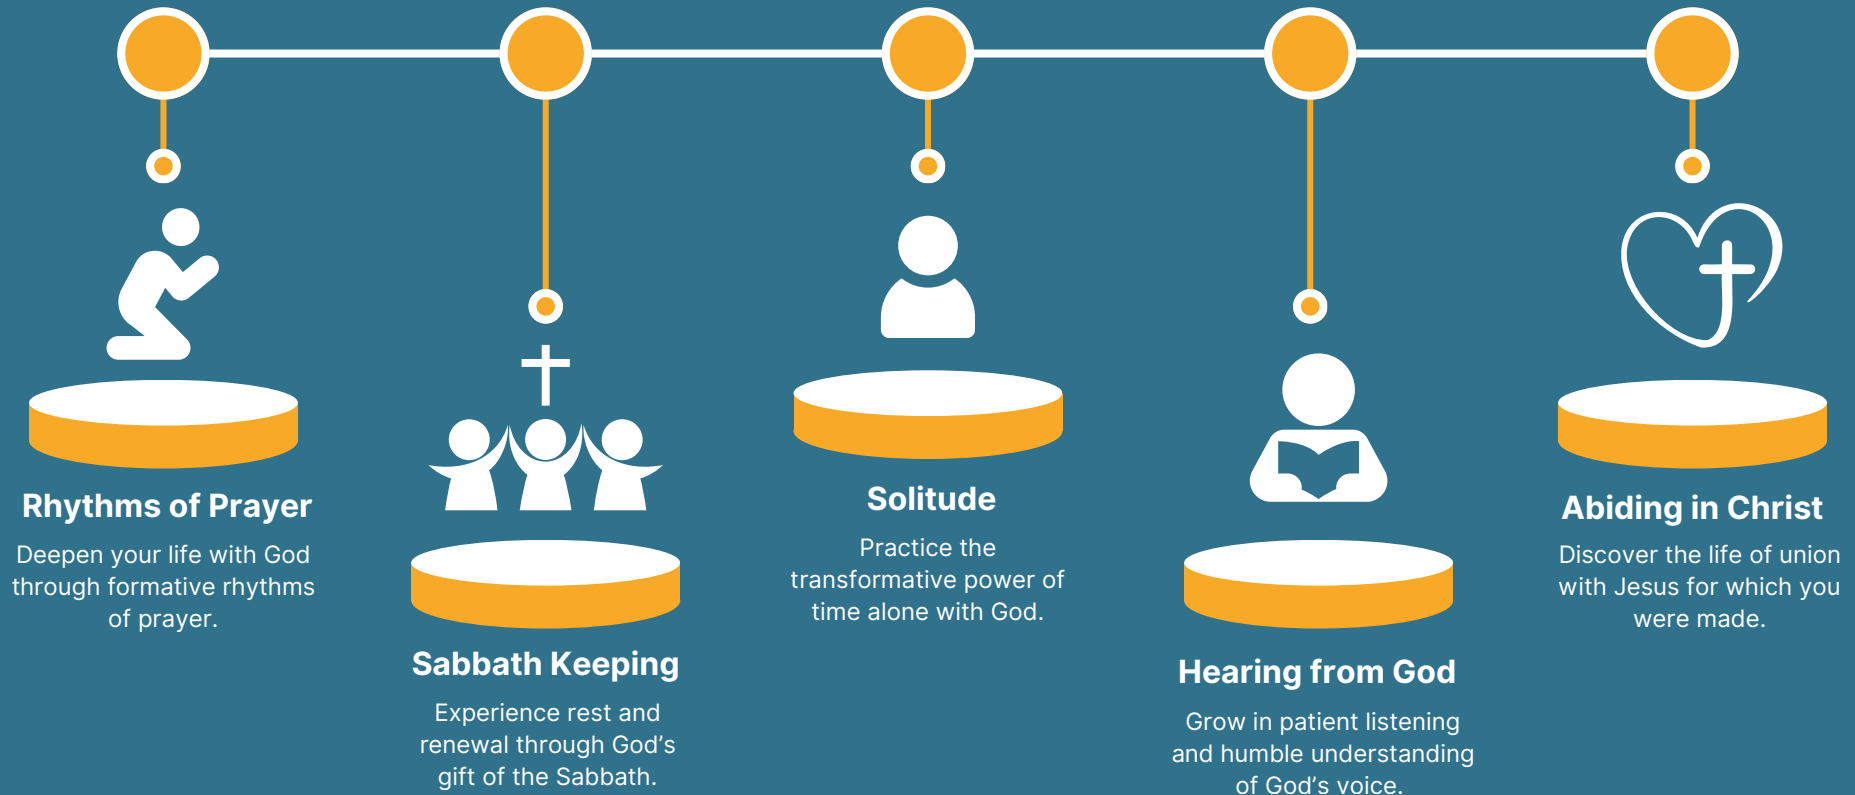 Rhythms of Prayer
Deepen your life with God
through formative rhythms
of prayer.
Sabbath Keeping
Experience rest and
renewal through God’s
gift of the Sabbath.
Solitude
Practice the
transformative power of
time alone with God.
Hearing from God
Grow in patient listening
and humble understanding
of God’s voice.
Abiding in Christ
Discover the life of union
with Jesus for which you
were made.